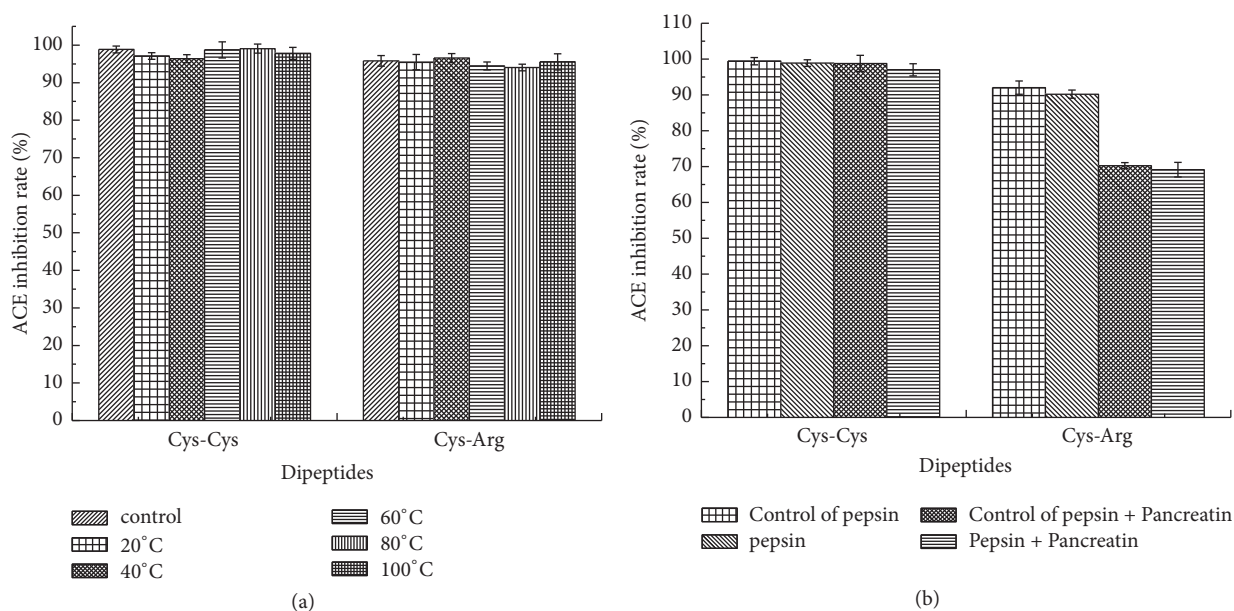 100
90
80
70
60
50
40
30
20
10
0
ACE inhibition rate (%)
Cys-Cys
Cys-Arg
Dipeptides
control
20°C
40°C
60°C
80°C
100°C
(a)
110
100
90
80
70
60
50
40
30
20
10
0
ACE inhibition rate (%)
Cys-Cys
Cys-Arg
Dipeptides
Control of pepsin
pepsin
Control of pepsin + Pancreatin
Pepsin + Pancreatin
(b)